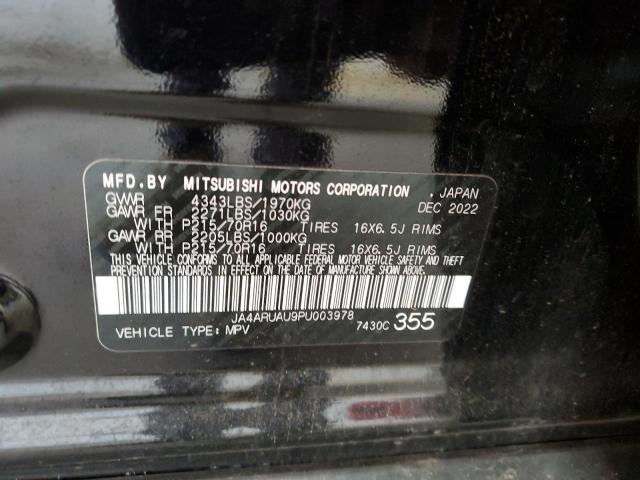 MFD.BY MITSUBISHI MOTORS CORPORATION . JAPAN
GVWR 4343LBS/1970KG DEC 2022
GAWR FR 2271LBS/1030KG
WITH P215/70R16 TIRES 16X6.5J RIMS
GAWR RR 2205LBS/1000KG
WITH P215/70R16 TIRES 16X6.5J RIMS
THIS VEHICLE CONFORMS TO ALL APPLICABLE FEDERAL MOTOR VEHICLE SAFETY AND THEFT
PREVENTION STANDARDS IN EFFECT ON THE DATE OF MANUFACTURE SHOWN ABOVE.
JA4ARUAU9PU003978
VEHICLE TYPE: MPV 7430C 355